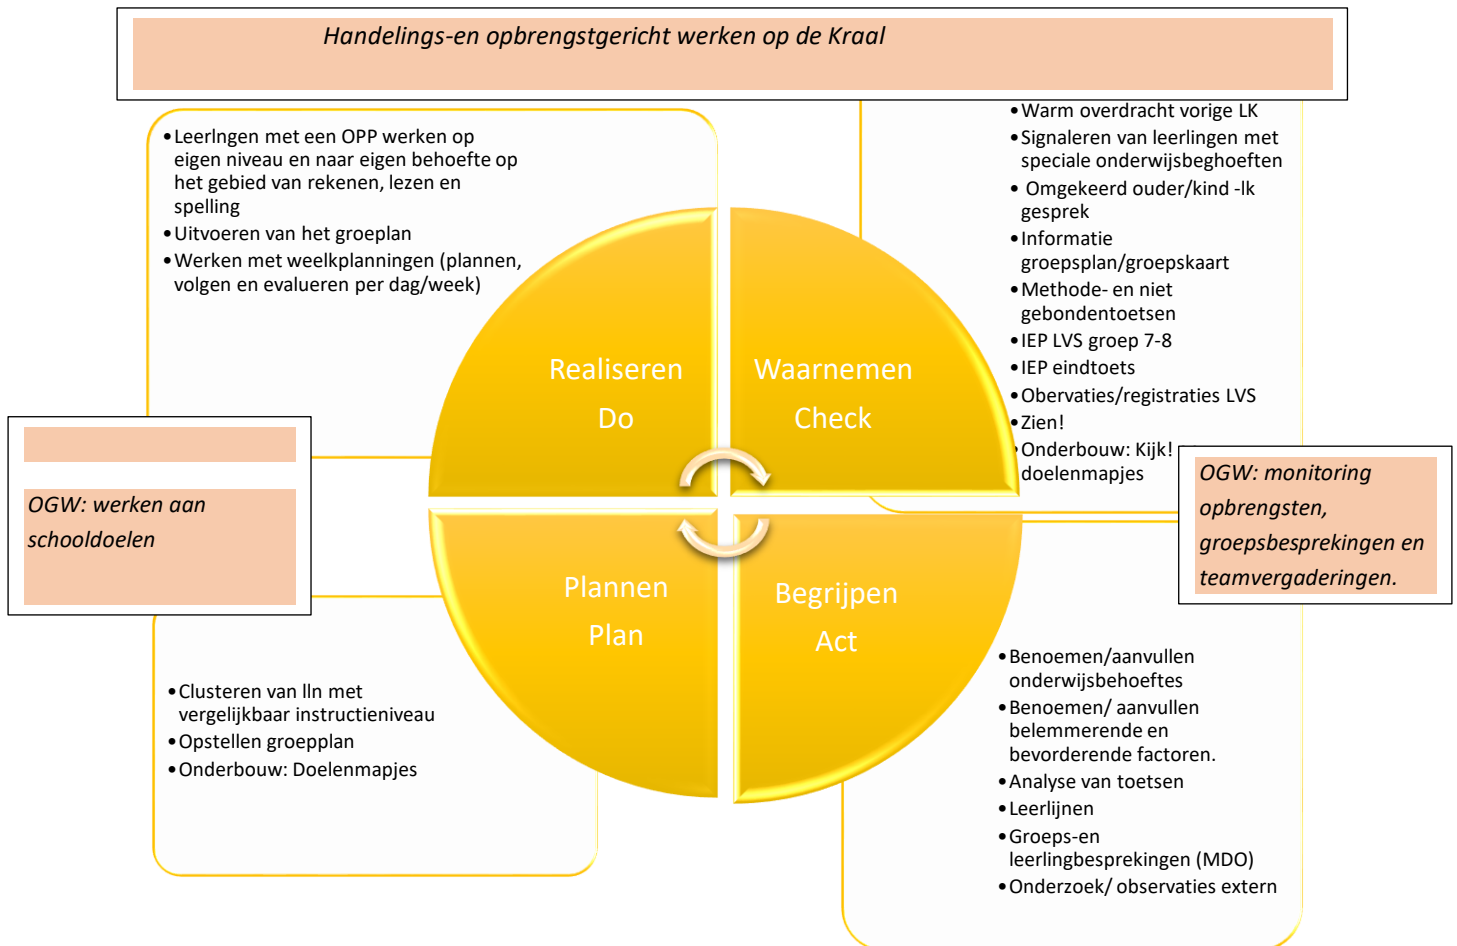 Handelings-en opbrengstgericht werken op de Kraal
•Leerlngen met een OPP werken op
eigen niveau en naar eigen behoefte op
het gebied van rekenen, lezen en
spelling
•Uitvoeren van het groeplan
•Werken met weelkplanningen (plannen,
volgen en evalueren per dag/week)
•Warm overdracht vorige LK
•Signaleren van leerlingen met
speciale onderwijsbeghoeften
• Omgekeerd ouder/kind -lk
gesprek
•Informatie
groepsplan/groepskaart
•Methode- en niet
gebondentoetsen
•IEP LVS groep 7-8
•IEP eindtoets
•Obervaties/registraties LVS
•Zien!
•Onderbouw: Kijk!
doelenmapjes
Realiseren
Do
Waarnemen
Check
OGW: werken aan
schooldoelen
OGW: monitoring
opbrengsten,
groepsbesprekingen en
teamvergaderingen.
Plannen
Plan
Begrijpen
Act
•Clusteren van lln met
vergelijkbaar instructieniveau
•Opstellen groepplan
•Onderbouw: Doelenmapjes
•Benoemen/aanvullen
onderwijsbehoeftes
•Benoemen/ aanvullen
belemmerende en
bevorderende factoren.
•Analyse van toetsen
•Leerlijnen
•Groeps-en
leerlingbesprekingen (MDO)
•Onderzoek/ observaties extern